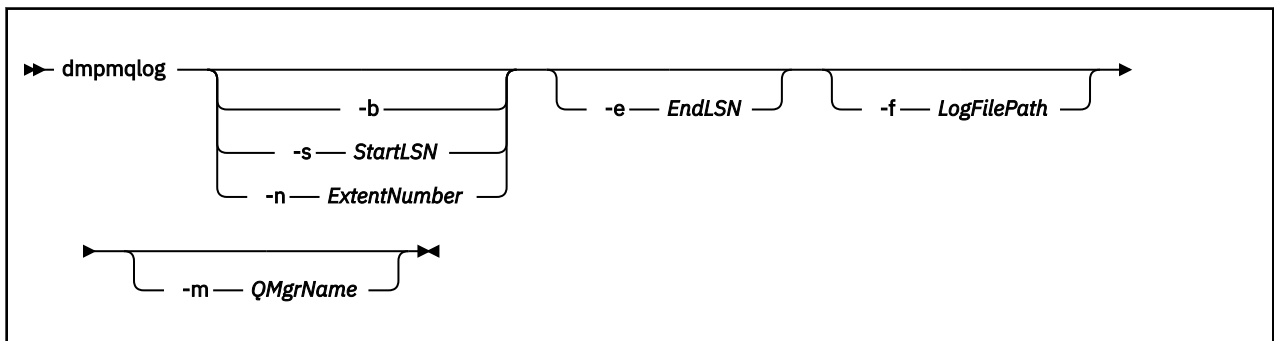 dmpmqlog
-b
-s StartLSN
-n ExtentNumber
-e EndLSN
-f LogFilePath
-m QMgrName